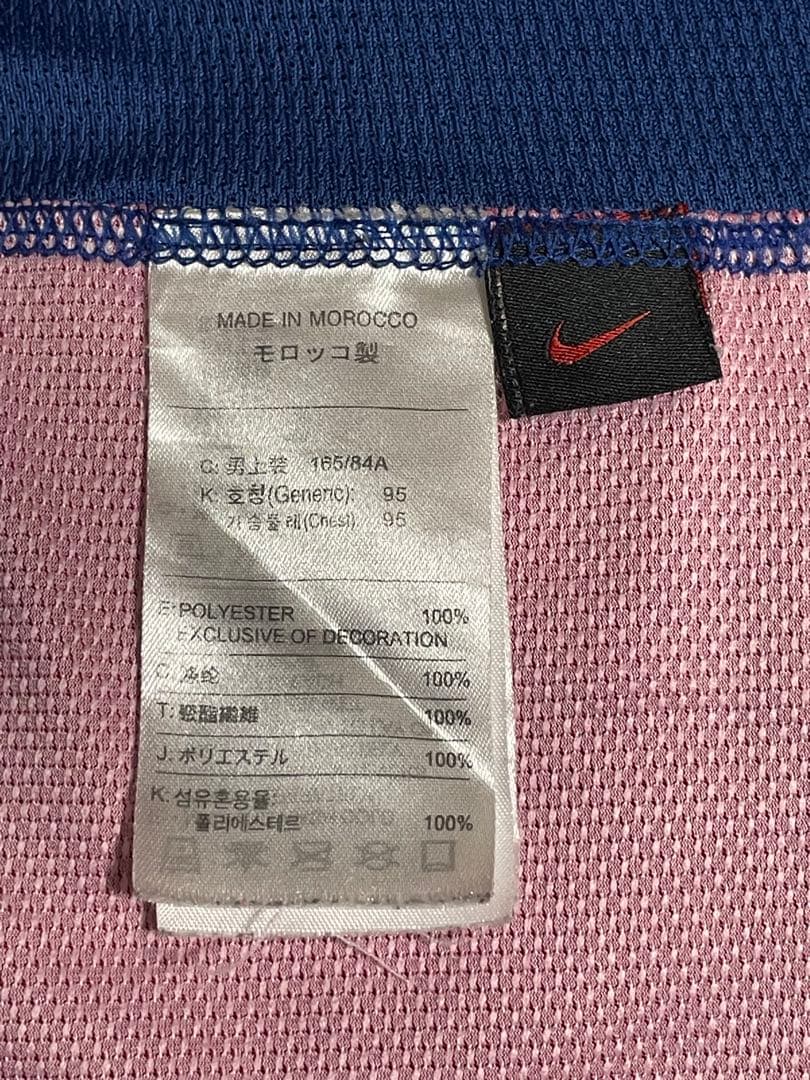 MADE IN MOROCCO
モロッコ製
C: 男上装 165/84A
K: 호칭(Generic): 95
가슴둘레(Chest) 95
E: POLYESTER 100%
EXCLUSIVE OF DECORATION
C: 涤纶 100%
T: 聚酯纖維 100%
J: ポリエステル 100%
K: 섬유혼용율:
폴리에스테르 100%